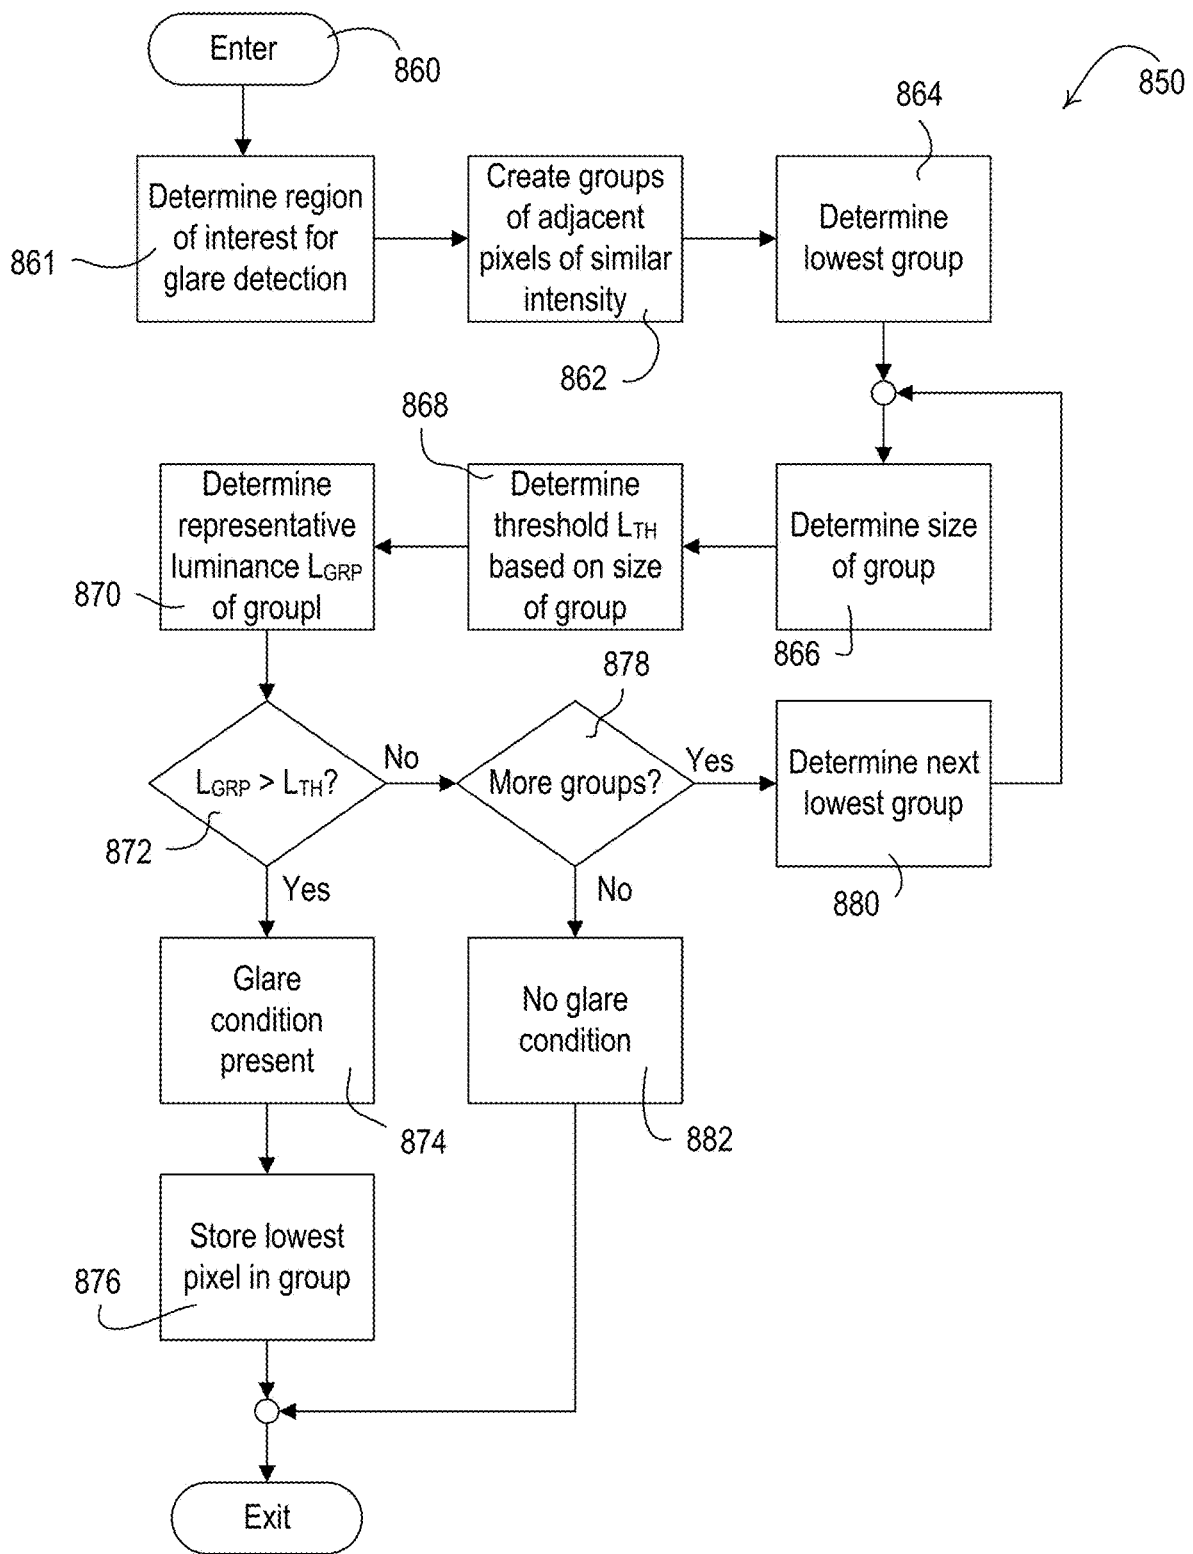 Enter
860
850
864
Determine region
of interest for
glare detection
861
Create groups
of adjacent
pixels of similar
intensity
862
Determine
lowest group
868
Determine
representative
luminance LGRP
of groupl
870
Determine
threshold LTH
based on size
of group
Determine size
of group
866
878
LGRP > LTH?
872
No
More groups?
Yes
Determine next
lowest group
880
Yes
No
Glare
condition
present
874
No glare
condition
882
Store lowest
pixel in group
876
Exit